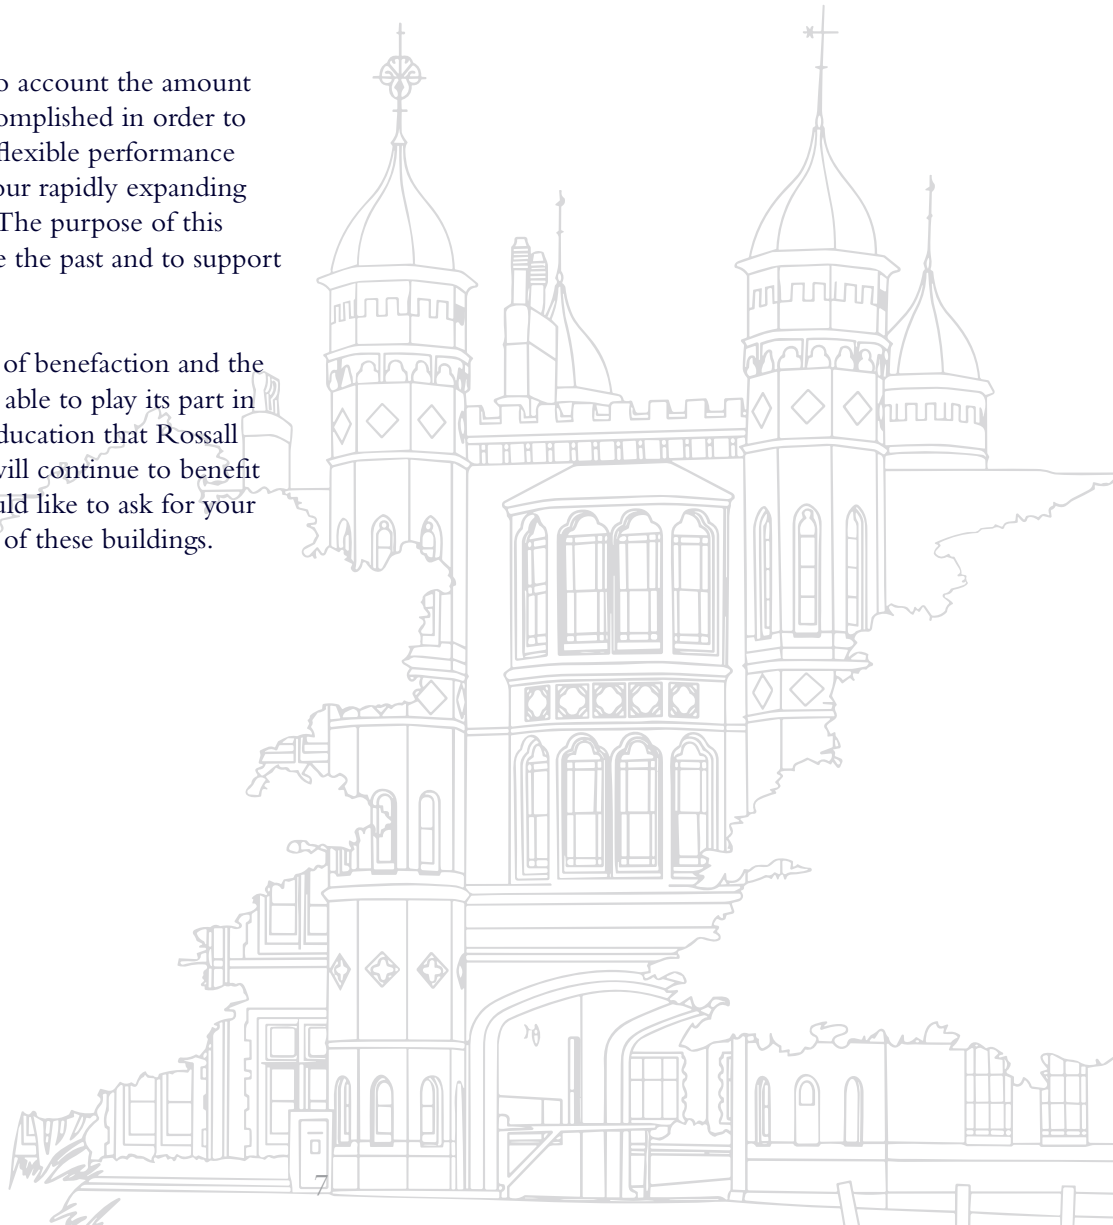 account the amount
omplished in order to
flexible performance
our rapidly expanding
The purpose of this
e the past and to support
of benefaction and the
able to play its part in
ducation that Rossall
will continue to benefit
uld like to ask for your
of these buildings.
7